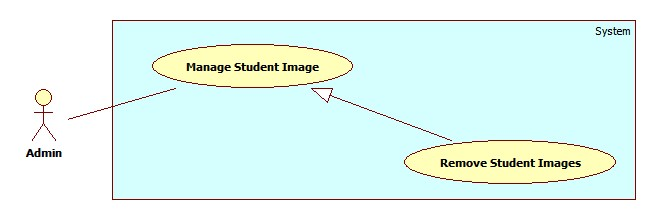 System
Manage Student Image
Admin
Remove Student Images